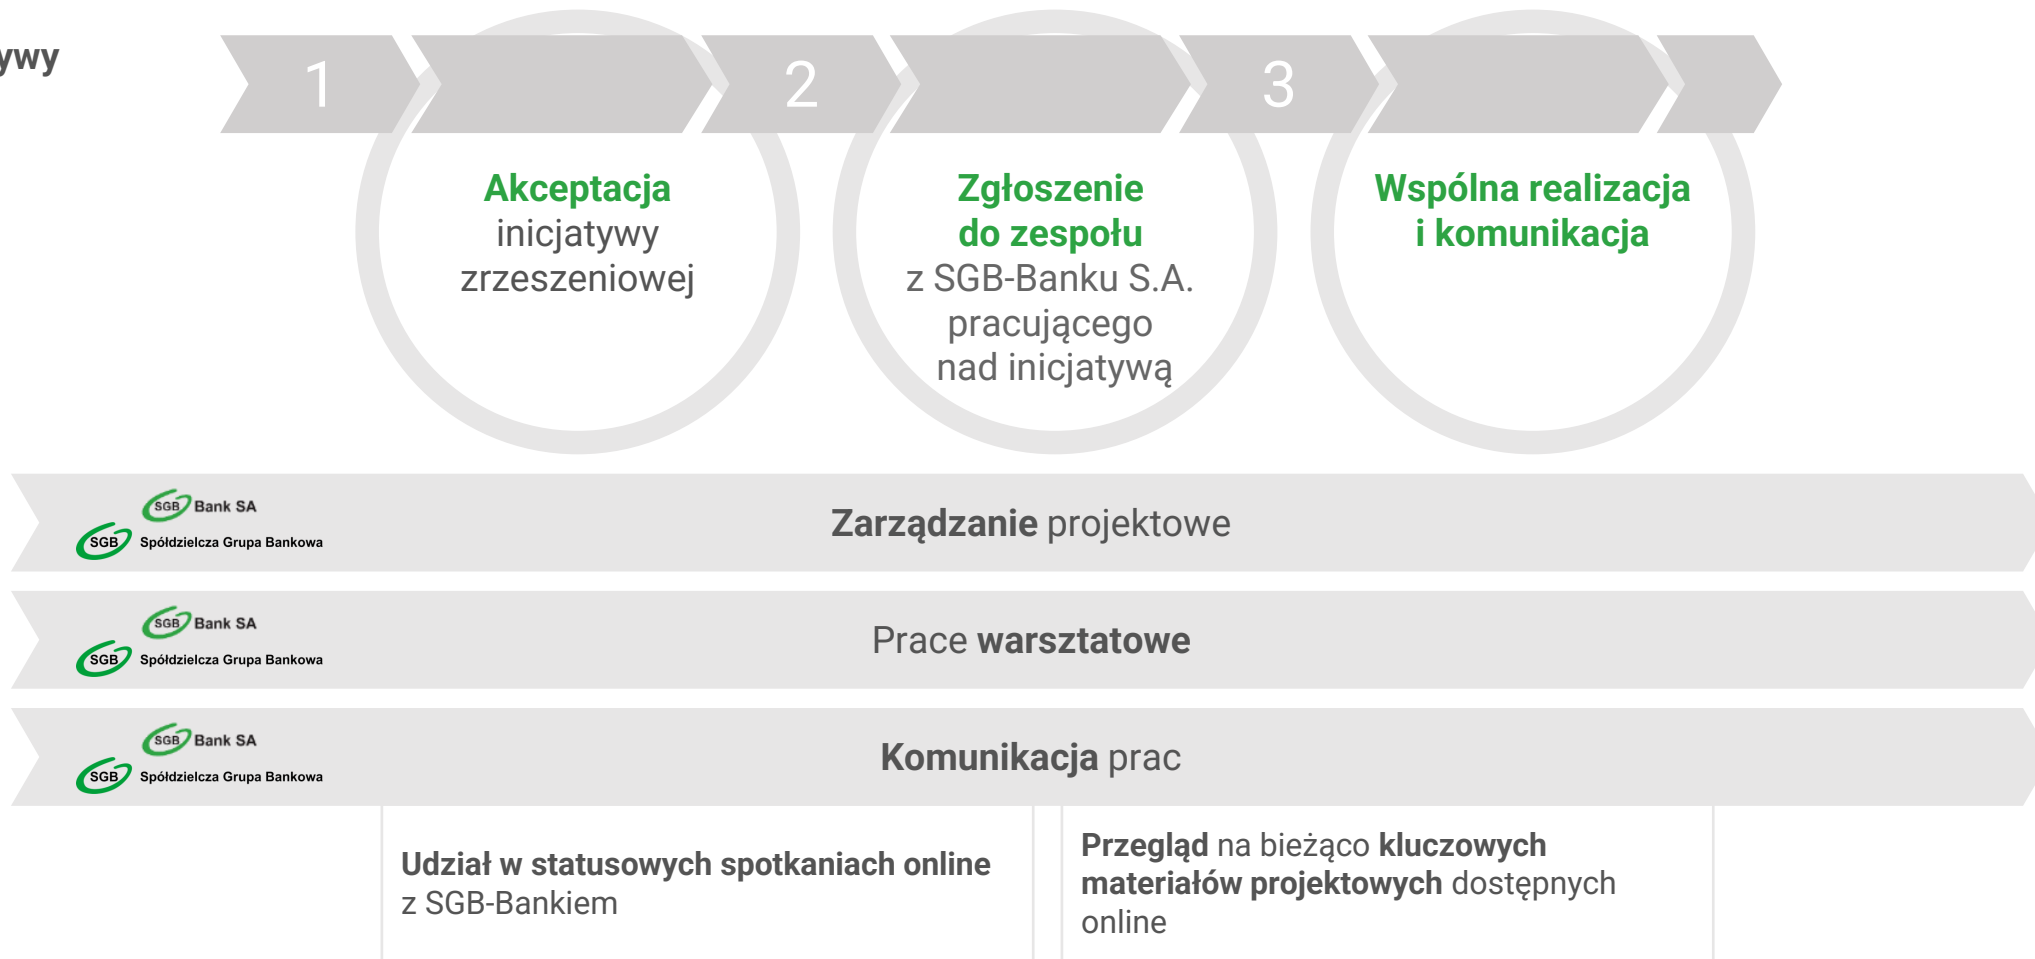 1
2
3
Akceptacja
inicjatywy
zrzeszeniowej
Zgłoszenie
do zespołu
z SGB-Banku S.A.
pracującego
nad inicjatywą
Wspólna realizacja
i komunikacja
SGB Bank SA
SGB Spółdzielcza Grupa Bankowa
Zarządzanie projektowe
SGB Bank SA
SGB Spółdzielcza Grupa Bankowa
Prace warsztatowe
SGB Bank SA
SGB Spółdzielcza Grupa Bankowa
Komunikacja prac
Udział w statusowych spotkaniach online
z SGB-Bankiem
Przegląd na bieżąco kluczowych
materiałów projektowych dostępnych
online